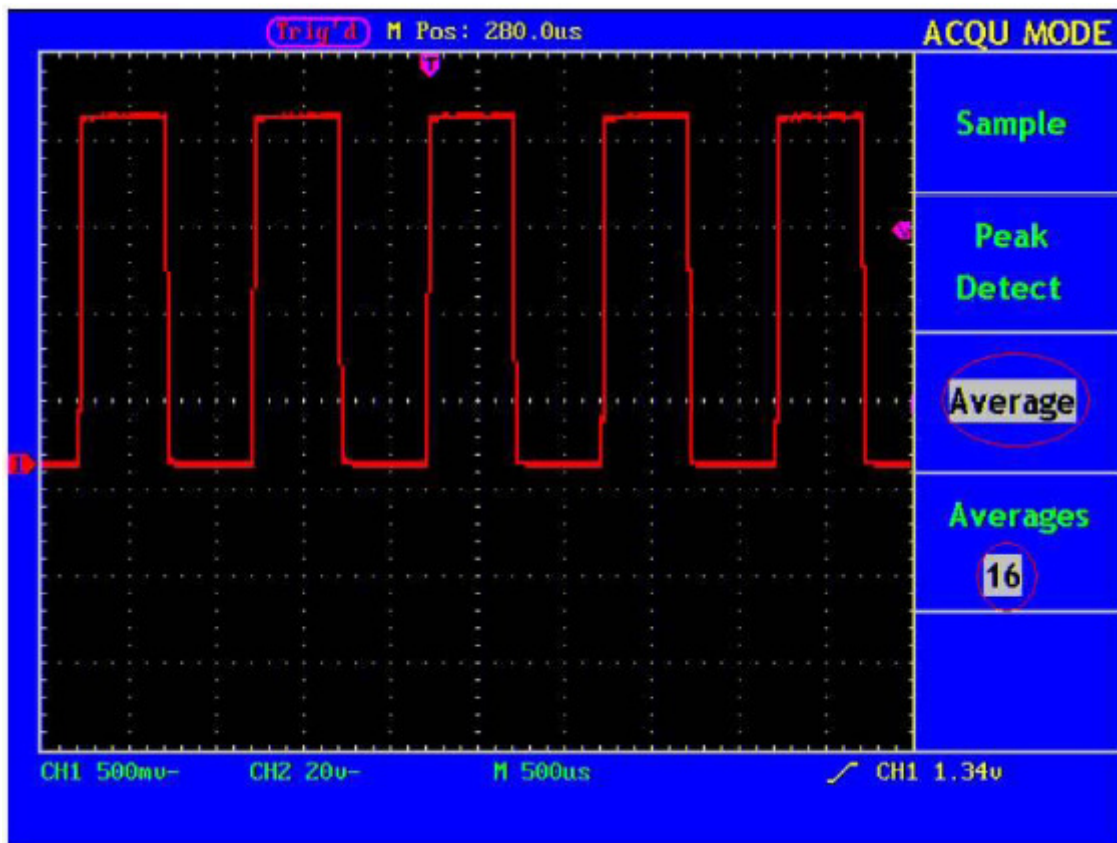 Trig'd M Pos: 280.0us ACQU MODE
T
Sample
Peak
Detect
Average
1
Averages
16
CH1 500mv- CH2 20v- M 500us CH1 1.34v